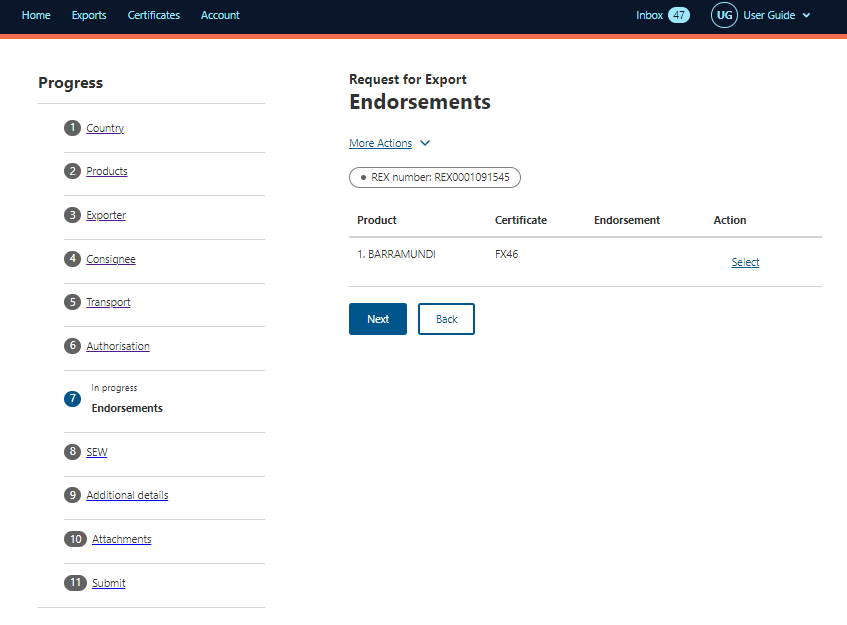 Home Exports Certificates Account Inbox 47 UG User Guide
Progress
1 Country
2 Products
3 Exporter
4 Consignee
5 Transport
6 Authorisation
In progress
7 Endorsements
8 SEW
9 Additional details
10 Attachments
11 Submit
Request for Export
Endorsements
More Actions
REX number: REX0001091545
Product Certificate Endorsement Action
1. BARRAMUNDI FX46 Select
Next Back